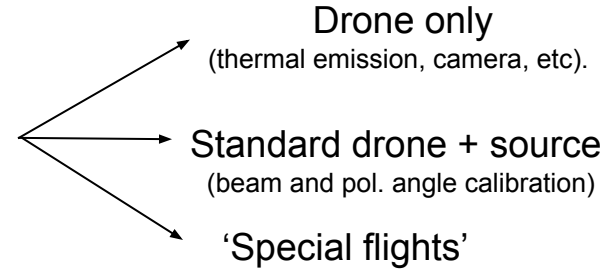 Drone only
(thermal emission, camera, etc).
Standard drone + source
(beam and pol. angle calibration)
‘Special flights’